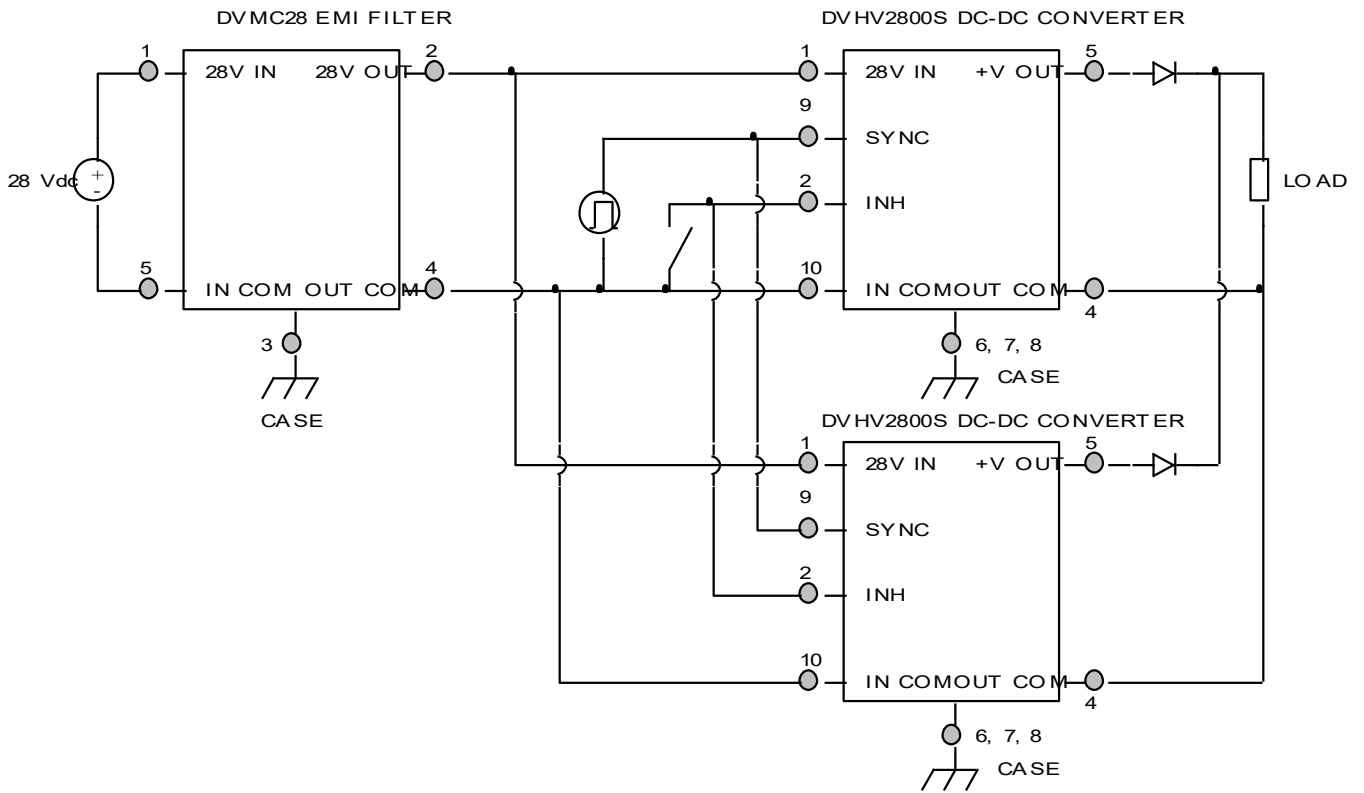 DVMC28 EMI FILTER
DVHV2800S DC-DC CONVERTER
1
2
1
5
28V IN
28V OUT
28V IN
+V OUT
9
SYNC
28 Vdc
+
-
2
LOAD
INH
5
4
10
IN COM
OUT COM
IN COM
OUT COM
4
3
6, 7, 8
CASE
CASE
DVHV2800S DC-DC CONVERTER
1
5
28V IN
+V OUT
9
SYNC
2
INH
10
IN COM
OUT COM
4
6, 7, 8
CASE